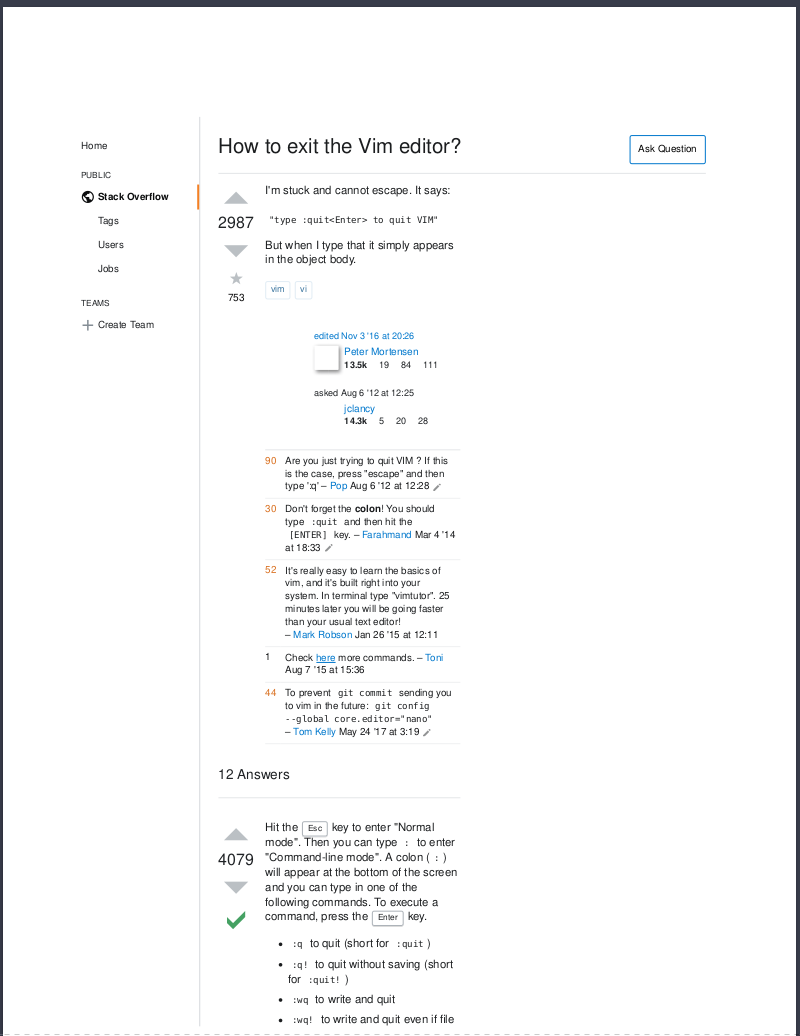 How to exit the Vim editor?
Ask Question
Home
PUBLIC
Stack Overflow
Tags
Users
Jobs
TEAMS
Create Team
2987
753
I'm stuck and cannot escape. It says:
"type :quit<Enter> to quit VIM"
But when I type that it simply appears
in the object body.
vim vi
edited Nov 3 '16 at 20:26
Peter Mortensen
13.5k 19 84 111
asked Aug 6 '12 at 12:25
jclancy
14.3k 5 20 28
90 Are you just trying to quit VIM ? If this
is the case, press "escape" and then
type ':q' – Pop Aug 6 '12 at 12:28
30 Don't forget the colon! You should
type :quit and then hit the
[ENTER] key. – Farahmand Mar 4 '14
at 18:33
52 It's really easy to learn the basics of
vim, and it's built right into your
system. In terminal type "vimtutor". 25
minutes later you will be going faster
than your usual text editor!
– Mark Robson Jan 26 '15 at 12:11
1 Check here more commands. – Toni
Aug 7 '15 at 15:36
44 To prevent git commit sending you
to vim in the future: git config
--global core.editor="nano"
– Tom Kelly May 24 '17 at 3:19
12 Answers
4079
Hit the Esc key to enter "Normal
mode". Then you can type : to enter
"Command-line mode". A colon ( : )
will appear at the bottom of the screen
and you can type in one of the
following commands. To execute a
command, press the Enter key.
• :q to quit (short for :quit )
• :q! to quit without saving (short
for :quit! )
• :wq to write and quit
• :wq! to write and quit even if file